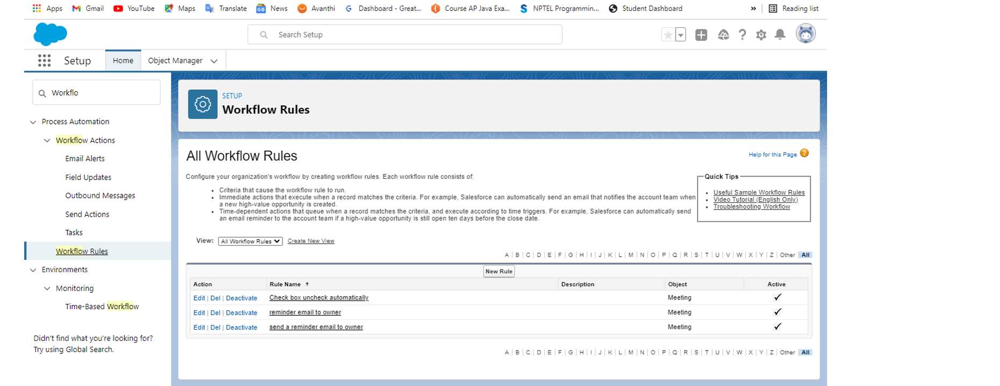 Apps Gmail YouTube Maps Translate News Avanthi Dashboard - Great... Course AP Java Exa... NPTEL Programmin... Student Dashboard » Reading list
Search Setup
Setup Home Object Manager
Workflo
Process Automation
Workflow Actions
Email Alerts
Field Updates
Outbound Messages
Send Actions
Tasks
Workflow Rules
Environments
Monitoring
Time-Based Workflow
Didn't find what you're looking for?
Try using Global Search.
SETUP
Workflow Rules
All Workflow Rules
Help for this Page ?
Configure your organization's workflow by creating workflow rules. Each workflow rule consists of:
• Criteria that cause the workflow rule to run.
• Immediate actions that execute when a record matches the criteria. For example, Salesforce can automatically send an email that notifies the account team when
a new high-value opportunity is created.
• Time-dependent actions that queue when a record matches the criteria, and execute according to time triggers. For example, Salesforce can automatically send
an email reminder to the account team if a high-value opportunity is still open ten days before the close date.
Quick Tips
• Useful Sample Workflow Rules
• Video Tutorial (English Only)
• Troubleshooting Workflow
View: All Workflow Rules Create New View
A | B | C | D | E | F | G | H | I | J | K | L | M | N | O | P | Q | R | S | T | U | V | W | X | Y | Z | Other | All
New Rule
Action Rule Name ↑ Description Object Active
Edit | Del | Deactivate Check box uncheck automatically Meeting ✓
Edit | Del | Deactivate reminder email to owner Meeting ✓
Edit | Del | Deactivate send a reminder email to owner Meeting ✓
A | B | C | D | E | F | G | H | I | J | K | L | M | N | O | P | Q | R | S | T | U | V | W | X | Y | Z | Other | All